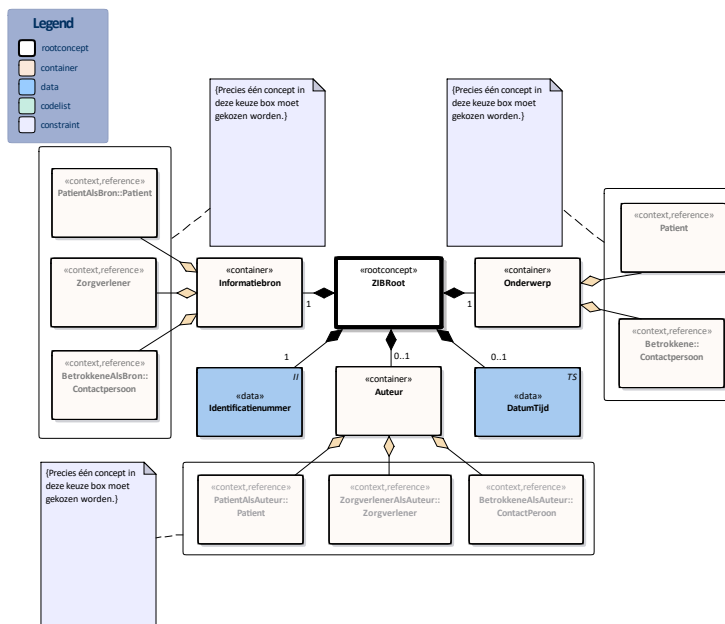 Legend
rootconcept
container
data
codelist
constraint
{Precies één concept in
deze keuze box moet
gekozen worden.}
{Precies één concept in
deze keuze box moet
gekozen worden.}
«context,reference»
PatientAlsBron::Patient
«context,reference»
Zorgverlener
«context,reference»
BetrokkeneAlsBron::
Contactpersoon
«container»
Informatiebron
1
«rootconcept»
ZIBRoot
1
«container»
Onderwerp
«context,reference»
Patient
«context,reference»
Betrokkene::
Contactpersoon
1
0..1
0..1
II
«data»
Identificatienummer
«container»
Auteur
TS
«data»
DatumTijd
{Precies één concept in
deze keuze box moet
gekozen worden.}
«context,reference»
PatientAlsAuteur::
Patient
«context,reference»
ZorgverlenerAlsAuteur::
Zorgverlener
«context,reference»
BetrokkeneAlsAuteur::
ContactPeroon